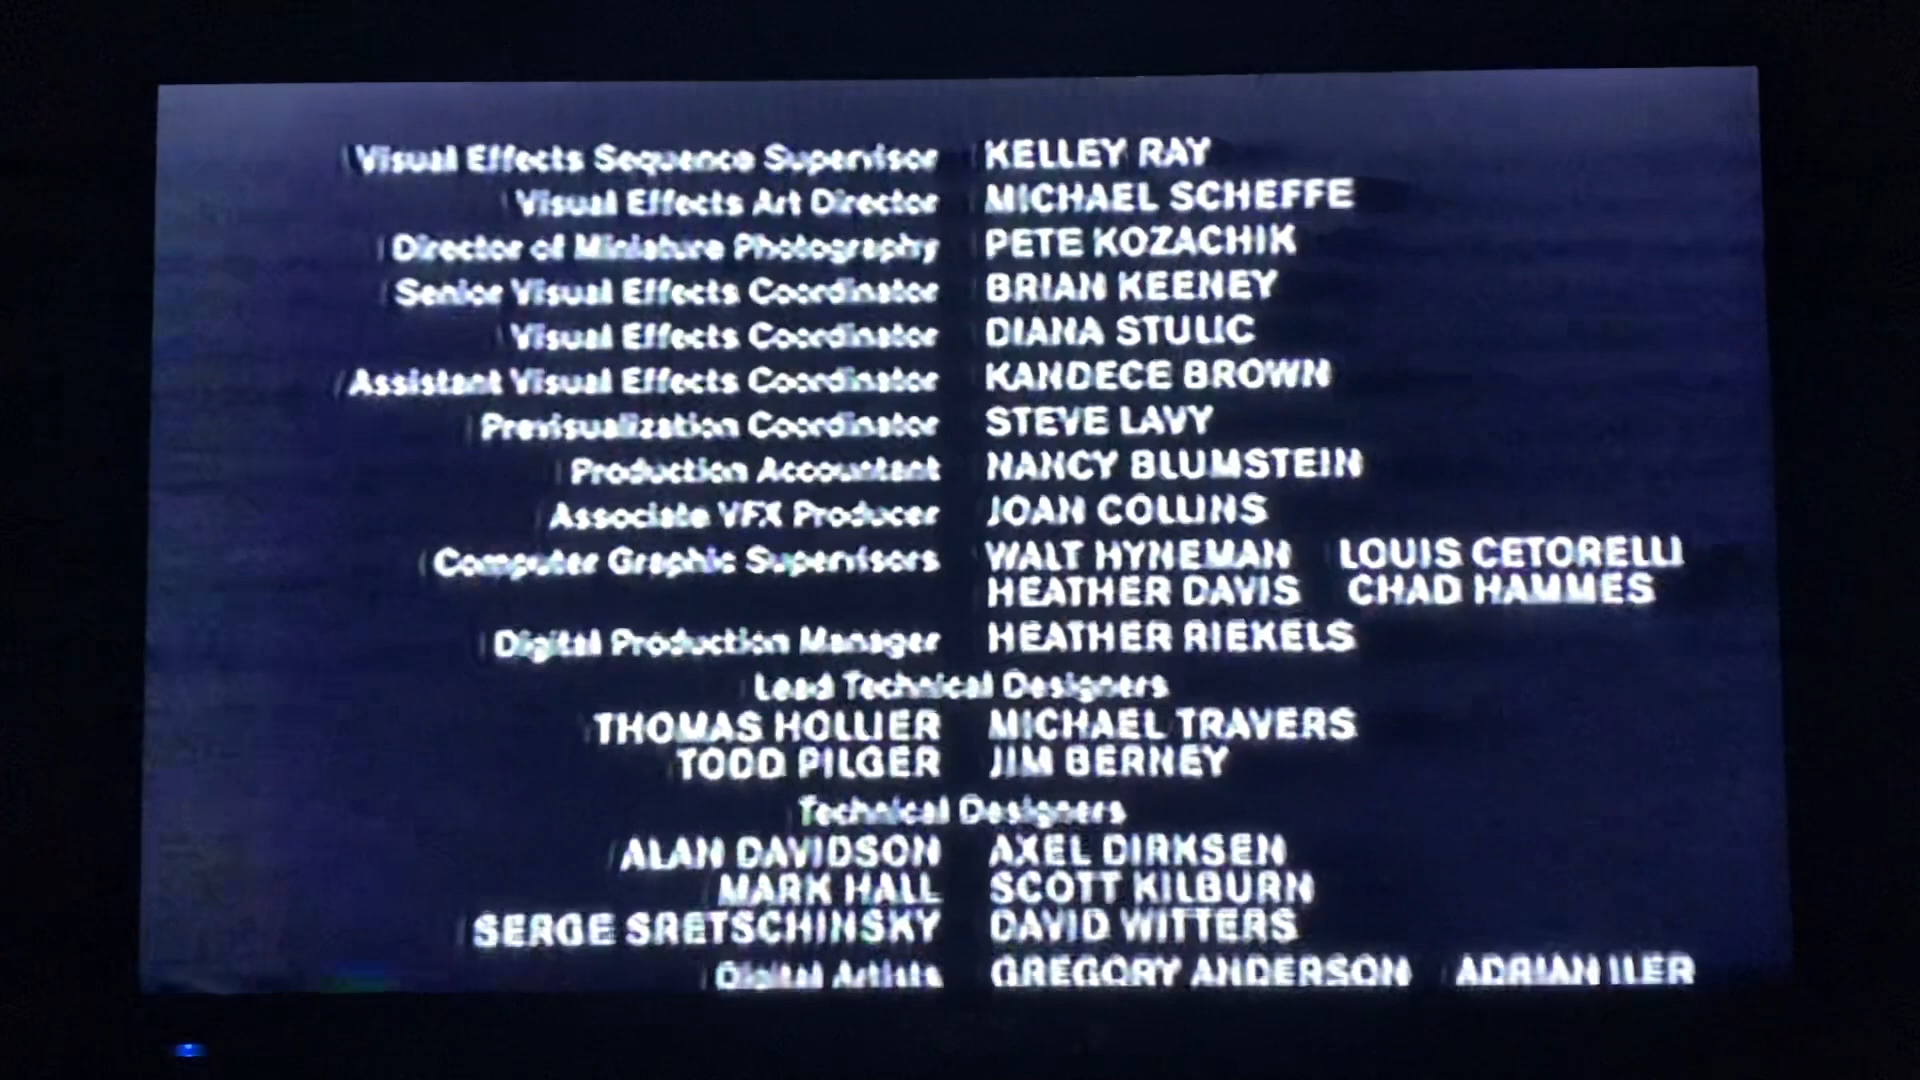 Visual Effects Sequence Supervisor KELLEY RAY
Visual Effects Art Director MICHAEL SCHEFFE
Director of Miniature Photography PETE KOZACHIK
Senior Visual Effects Coordinator BRIAN KEENEY
Visual Effects Coordinator DIANA STULIC
Assistant Visual Effects Coordinator KANDECE BROWN
Previsualization Coordinator STEVE LAVY
Production Accountant NANCY BLUMSTEIN
Associate VFX Producer JOAN COLLINS
Computer Graphic Supervisors WALT HYNEMAN LOUIS CETORELLI
HEATHER DAVIS CHAD HAMMES
Digital Production Manager HEATHER RIEKELS
Lead Technical Designers
THOMAS HOLLIER MICHAEL TRAVERS
TODD PILGER JIM BERNEY
Technical Designers
ALAN DAVIDSON AXEL DIRKSEN
MARK HALL SCOTT KILBURN
SERGE SRETSCHINSKY DAVID WITTERS
Digital Artists GREGORY ANDERSON ADRIAN ILER